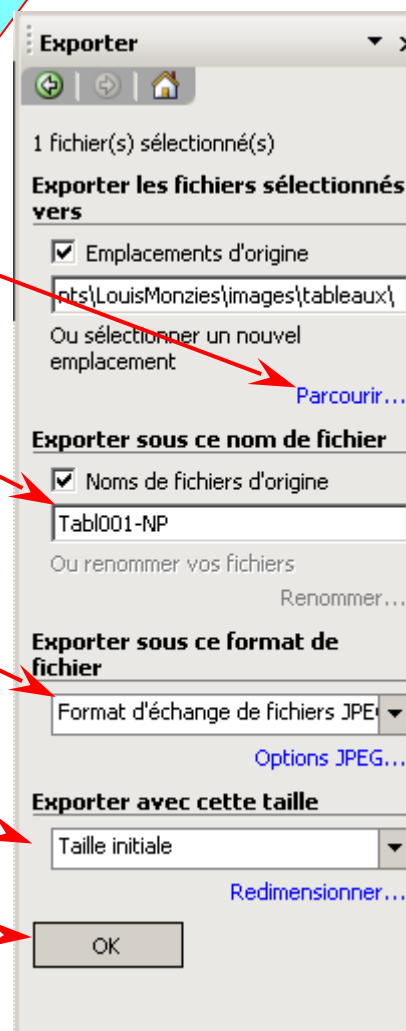 Exporter
1 fichier(s) sélectionné(s)
Exporter les fichiers sélectionnés
vers
Emplacements d'origine
nts\LouisMonzies\images\tableaux\
Ou sélectionner un nouvel
emplacement
Parcourir...
Exporter sous ce nom de fichier
Noms de fichiers d'origine
Tabl001-NP
Ou renommer vos fichiers
Renommer...
Exporter sous ce format de
fichier
Format d'échange de fichiers JPE
Options JPEG...
Exporter avec cette taille
Taille initiale
Redimensionner...
OK